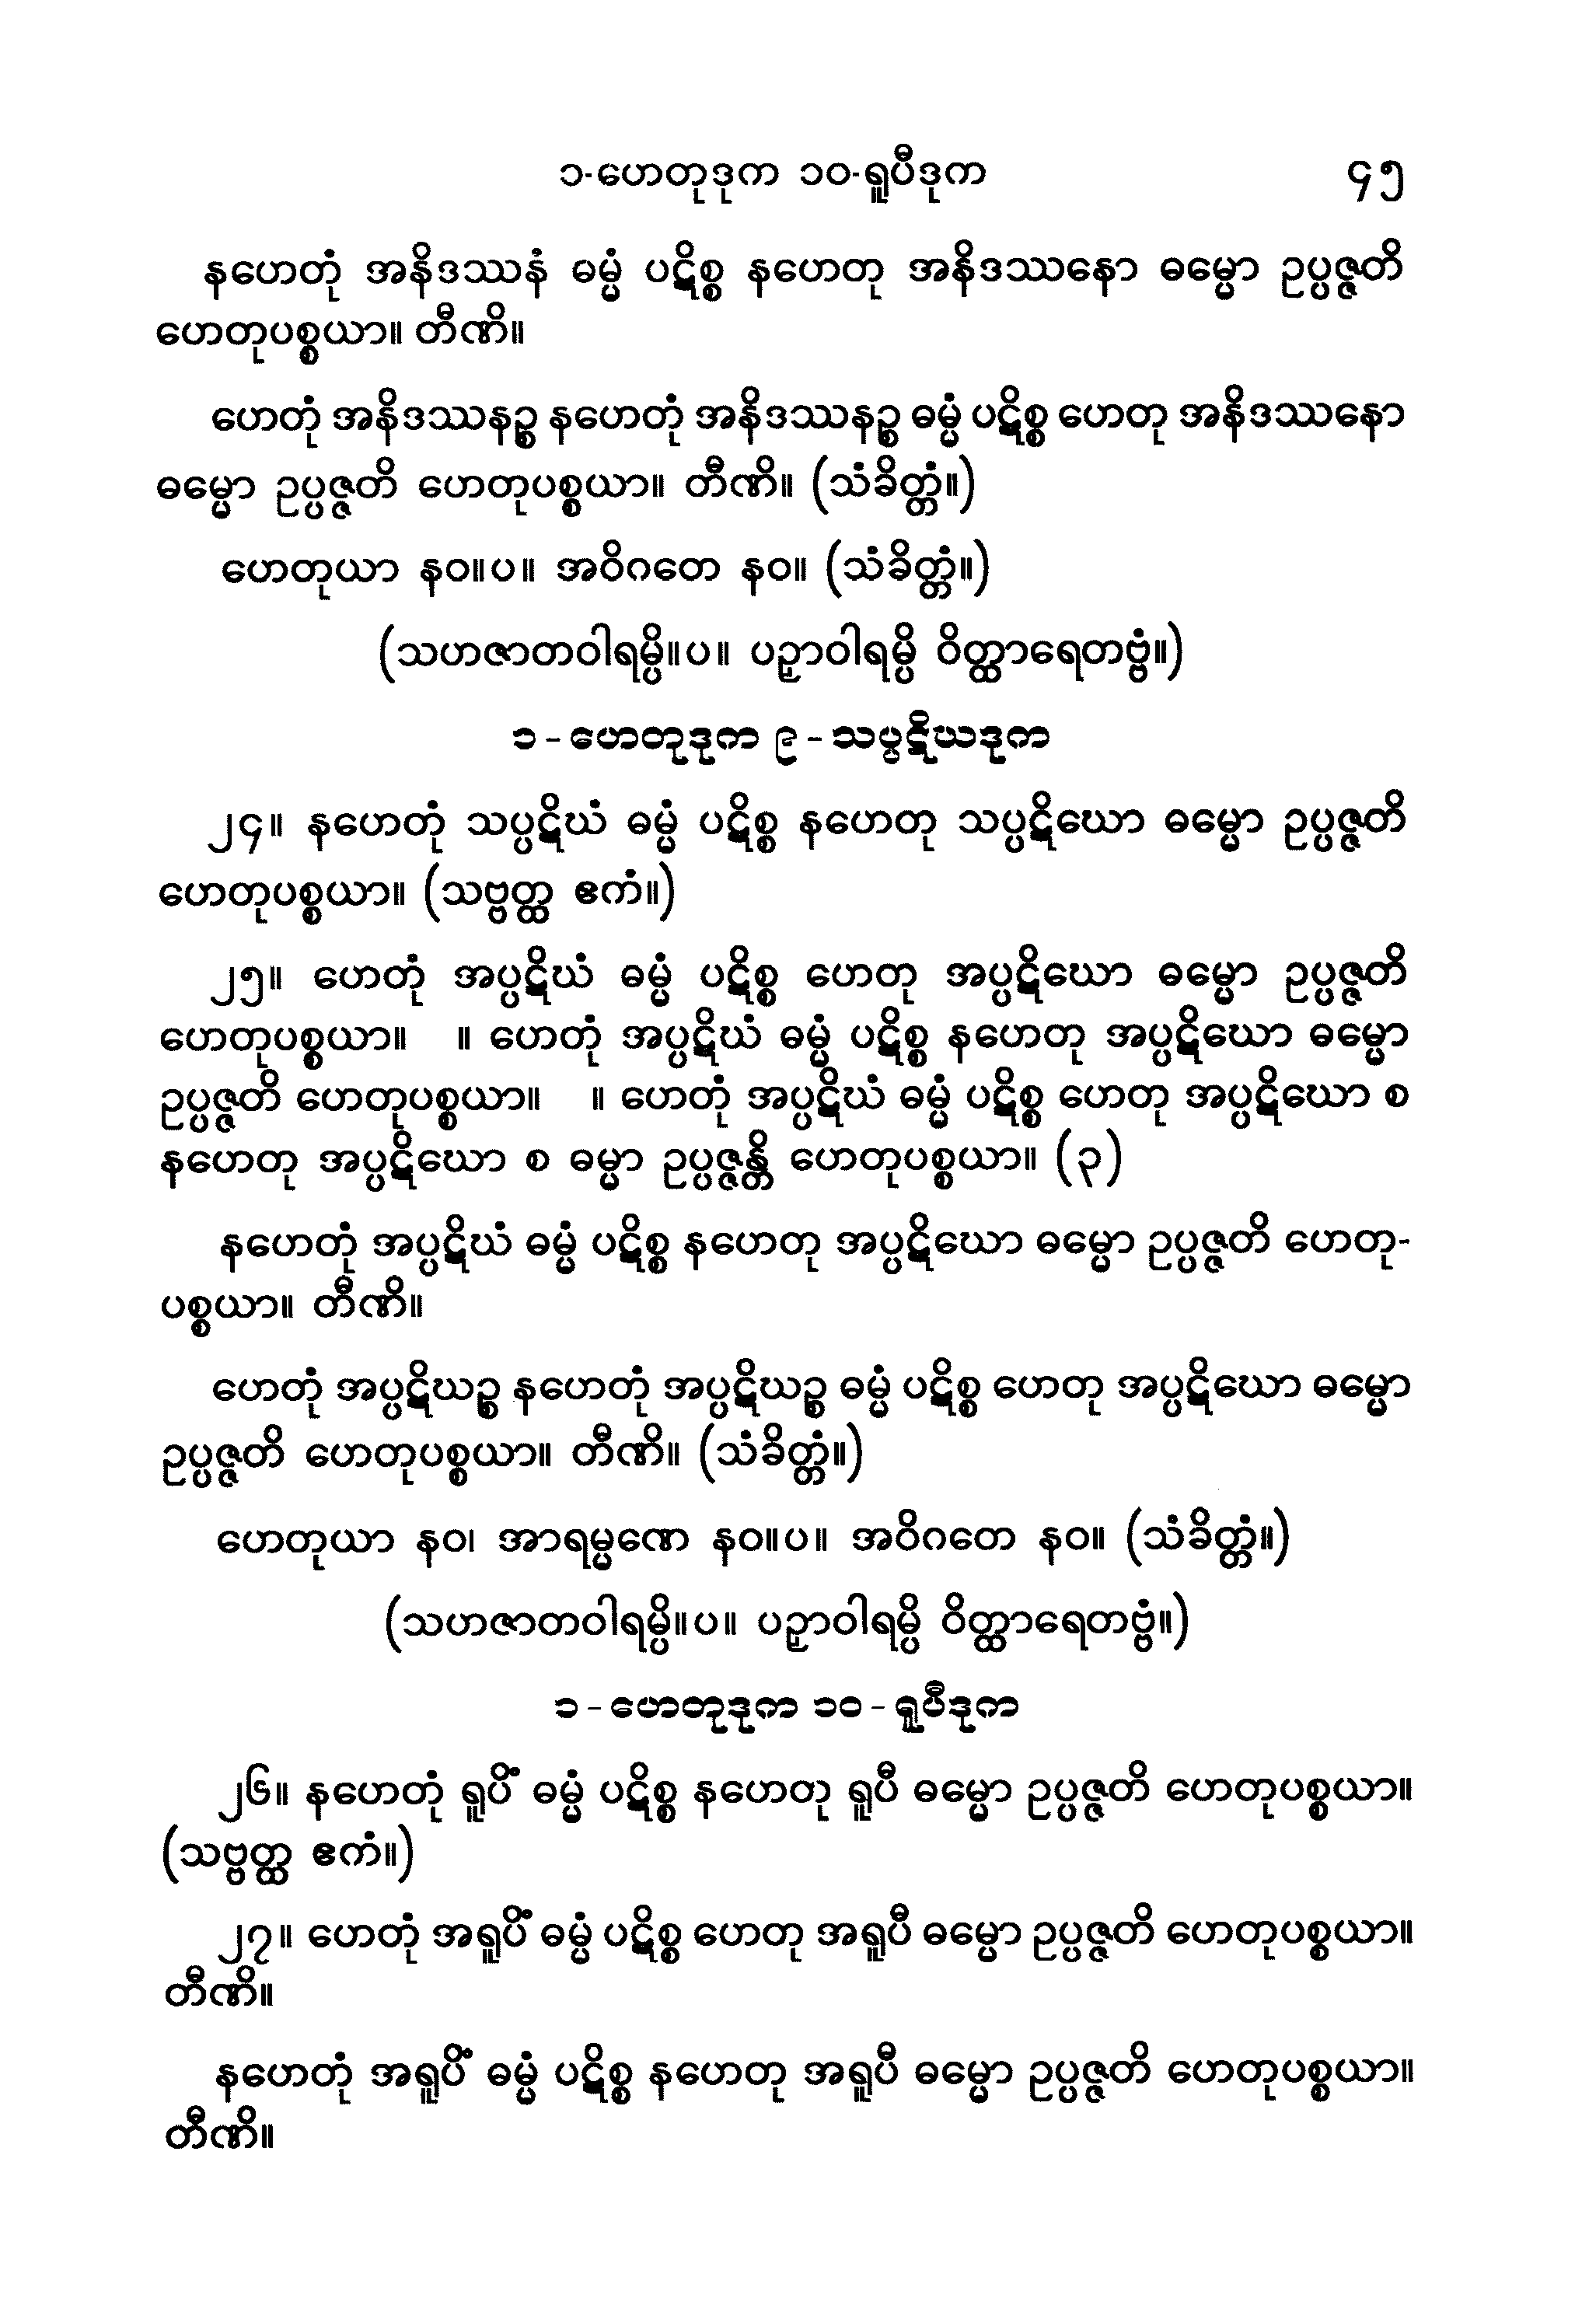 ၁-ဟေတုဒုက ၁၀-ရူပီဒုက ၄၅
နဟေတုံ အနိဒဿနံ ဓမ္မံ ပဋိစ္စ နဟေတု အနိဒဿနော ဓမ္မော ဥပ္ပဇ္ဇတိ
ဟေတုပစ္စယာ။ တီဏိ။
ဟေတုံ အနိဒဿနဉ္စ နဟေတုံ အနိဒဿနဉ္စ ဓမ္မံ ပဋိစ္စ ဟေတု အနိဒဿနော
ဓမ္မော ဥပ္ပဇ္ဇတိ ဟေတုပစ္စယာ။ တီဏိ။ (သံခိတ္တံ။)
ဟေတုယာ နဝ။ပ။ အဝိဂတေ နဝ။ (သံခိတ္တံ။)
(သဟဇာတဝါရမ္ပိ။ပ။ ပဉှာဝါရမ္ပိ ဝိတ္ထာရေတဗ္ဗံ။)
၁ - ဟေတုဒုက ၉ - သပ္ပဋိဃဒုက
၂၄။ နဟေတုံ သပ္ပဋိဃံ ဓမ္မံ ပဋိစ္စ နဟေတု သပ္ပဋိဃော ဓမ္မော ဥပ္ပဇ္ဇတိ
ဟေတုပစ္စယာ။ (သဗ္ဗတ္ထ ဧကံ။)
၂၅။ ဟေတုံ အပ္ပဋိဃံ ဓမ္မံ ပဋိစ္စ ဟေတု အပ္ပဋိဃော ဓမ္မော ဥပ္ပဇ္ဇတိ
ဟေတုပစ္စယာ။ ။ ဟေတုံ အပ္ပဋိဃံ ဓမ္မံ ပဋိစ္စ နဟေတု အပ္ပဋိဃော ဓမ္မော
ဥပ္ပဇ္ဇတိ ဟေတုပစ္စယာ။ ။ ဟေတုံ အပ္ပဋိဃံ ဓမ္မံ ပဋိစ္စ ဟေတု အပ္ပဋိဃော စ
နဟေတု အပ္ပဋိဃော စ ဓမ္မာ ဥပ္ပဇ္ဇန္တိ ဟေတုပစ္စယာ။ (၃)
နဟေတုံ အပ္ပဋိဃံ ဓမ္မံ ပဋိစ္စ နဟေတု အပ္ပဋိဃော ဓမ္မော ဥပ္ပဇ္ဇတိ ဟေတု-
ပစ္စယာ။ တီဏိ။
ဟေတုံ အပ္ပဋိဃဉ္စ နဟေတုံ အပ္ပဋိဃဉ္စ ဓမ္မံ ပဋိစ္စ ဟေတု အပ္ပဋိဃော ဓမ္မော
ဥပ္ပဇ္ဇတိ ဟေတုပစ္စယာ။ တီဏိ။ (သံခိတ္တံ။)
ဟေတုယာ နဝ၊ အာရမ္မဏေ နဝ။ပ။ အဝိဂတေ နဝ။ (သံခိတ္တံ။)
(သဟဇာတဝါရမ္ပိ။ပ။ ပဉှာဝါရမ္ပိ ဝိတ္ထာရေတဗ္ဗံ။)
၁ - ဟေတုဒုက ၁၀ - ရူပီဒုက
၂၆။ နဟေတုံ ရူပိံ ဓမ္မံ ပဋိစ္စ နဟေတု ရူပီ ဓမ္မော ဥပ္ပဇ္ဇတိ ဟေတုပစ္စယာ။
(သဗ္ဗတ္ထ ဧကံ။)
၂၇။ ဟေတုံ အရူပိံ ဓမ္မံ ပဋိစ္စ ဟေတု အရူပီ ဓမ္မော ဥပ္ပဇ္ဇတိ ဟေတုပစ္စယာ။
တီဏိ။
နဟေတုံ အရူပိံ ဓမ္မံ ပဋိစ္စ နဟေတု အရူပီ ဓမ္မော ဥပ္ပဇ္ဇတိ ဟေတုပစ္စယာ။
တီဏိ။